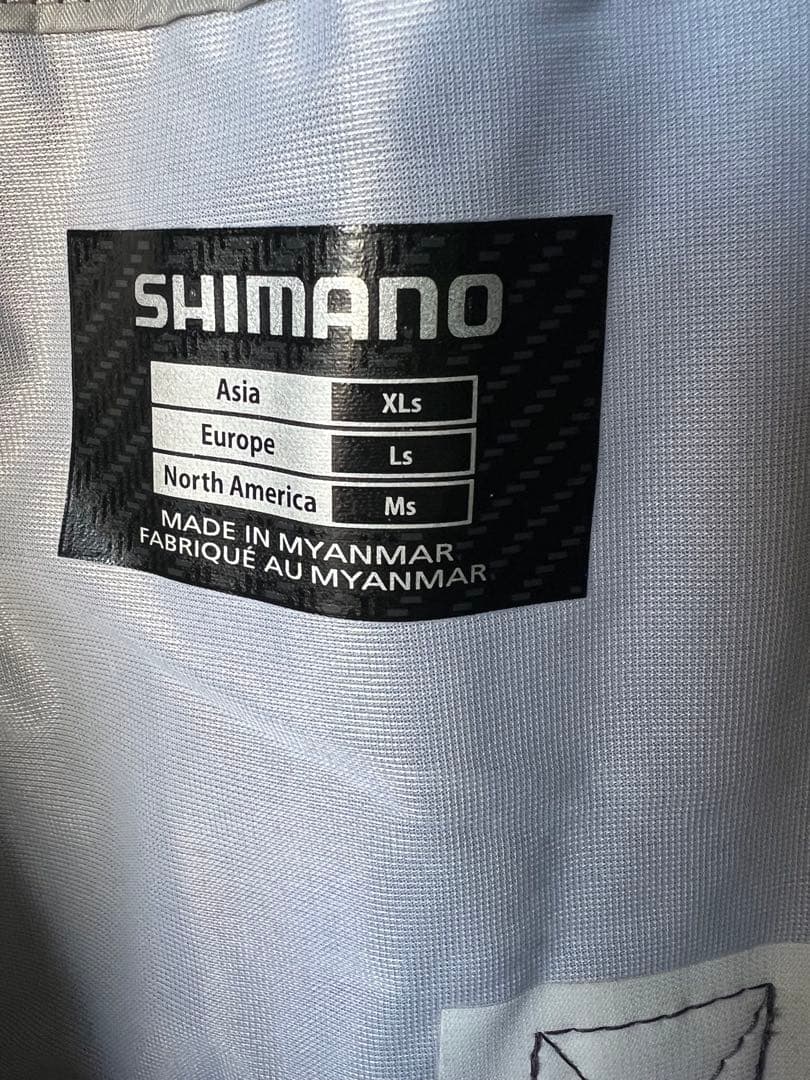 SHIMANO
Asia XLs
Europe Ls
North America Ms
MADE IN MYANMAR
FABRIQUÉ AU MYANMAR